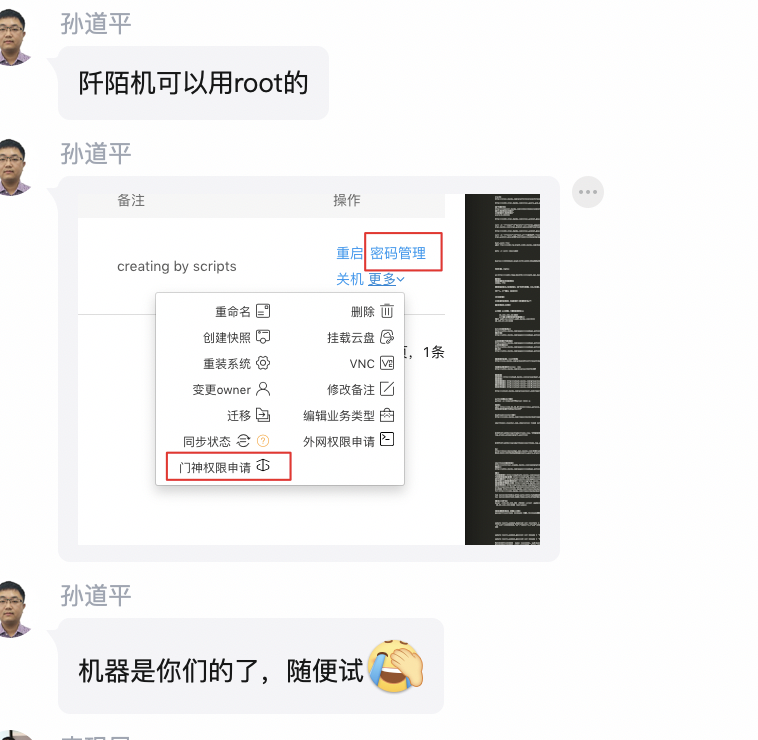 孙道平
阡陌机可以用root的
孙道平
备注 操作
重启 密码管理
creating by scripts
关机 更多
重命名 删除
创建快照 挂载云盘
页，1条
重装系统 VNC
变更owner 修改备注
迁移 编辑业务类型
同步状态 外网权限申请
门神权限申请
孙道平
机器是你们的了，随便试